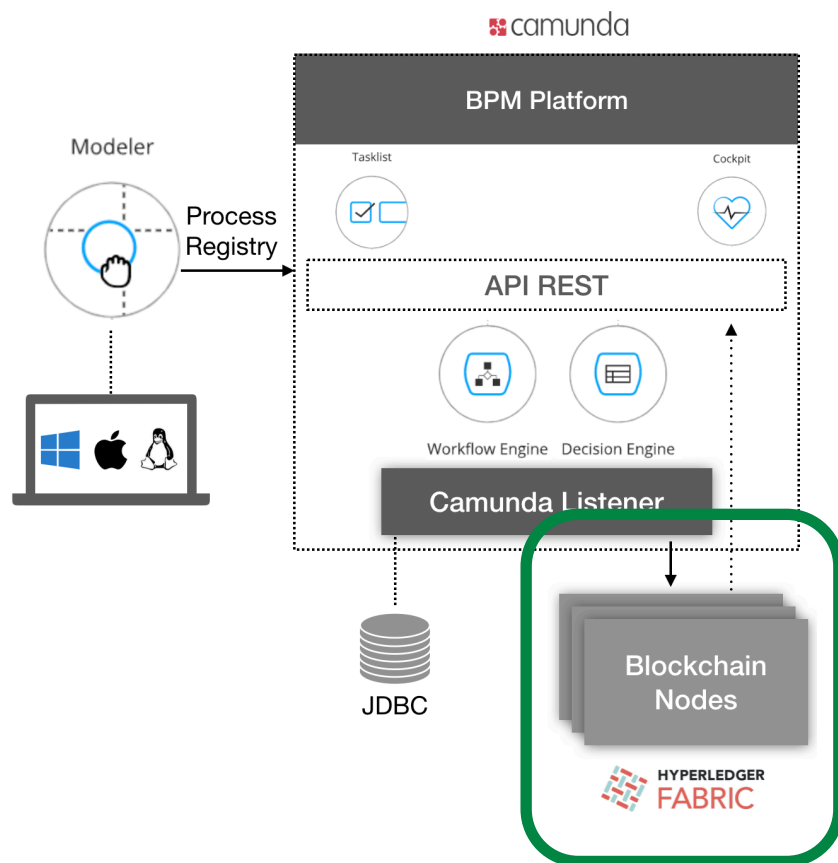 camunda
BPM Platform
Modeler
Tasklist
Cockpit
Process
Registry
API REST
Workflow Engine
Decision Engine
Camunda Listener
JDBC
Blockchain
Nodes
HYPERLEDGER
FABRIC